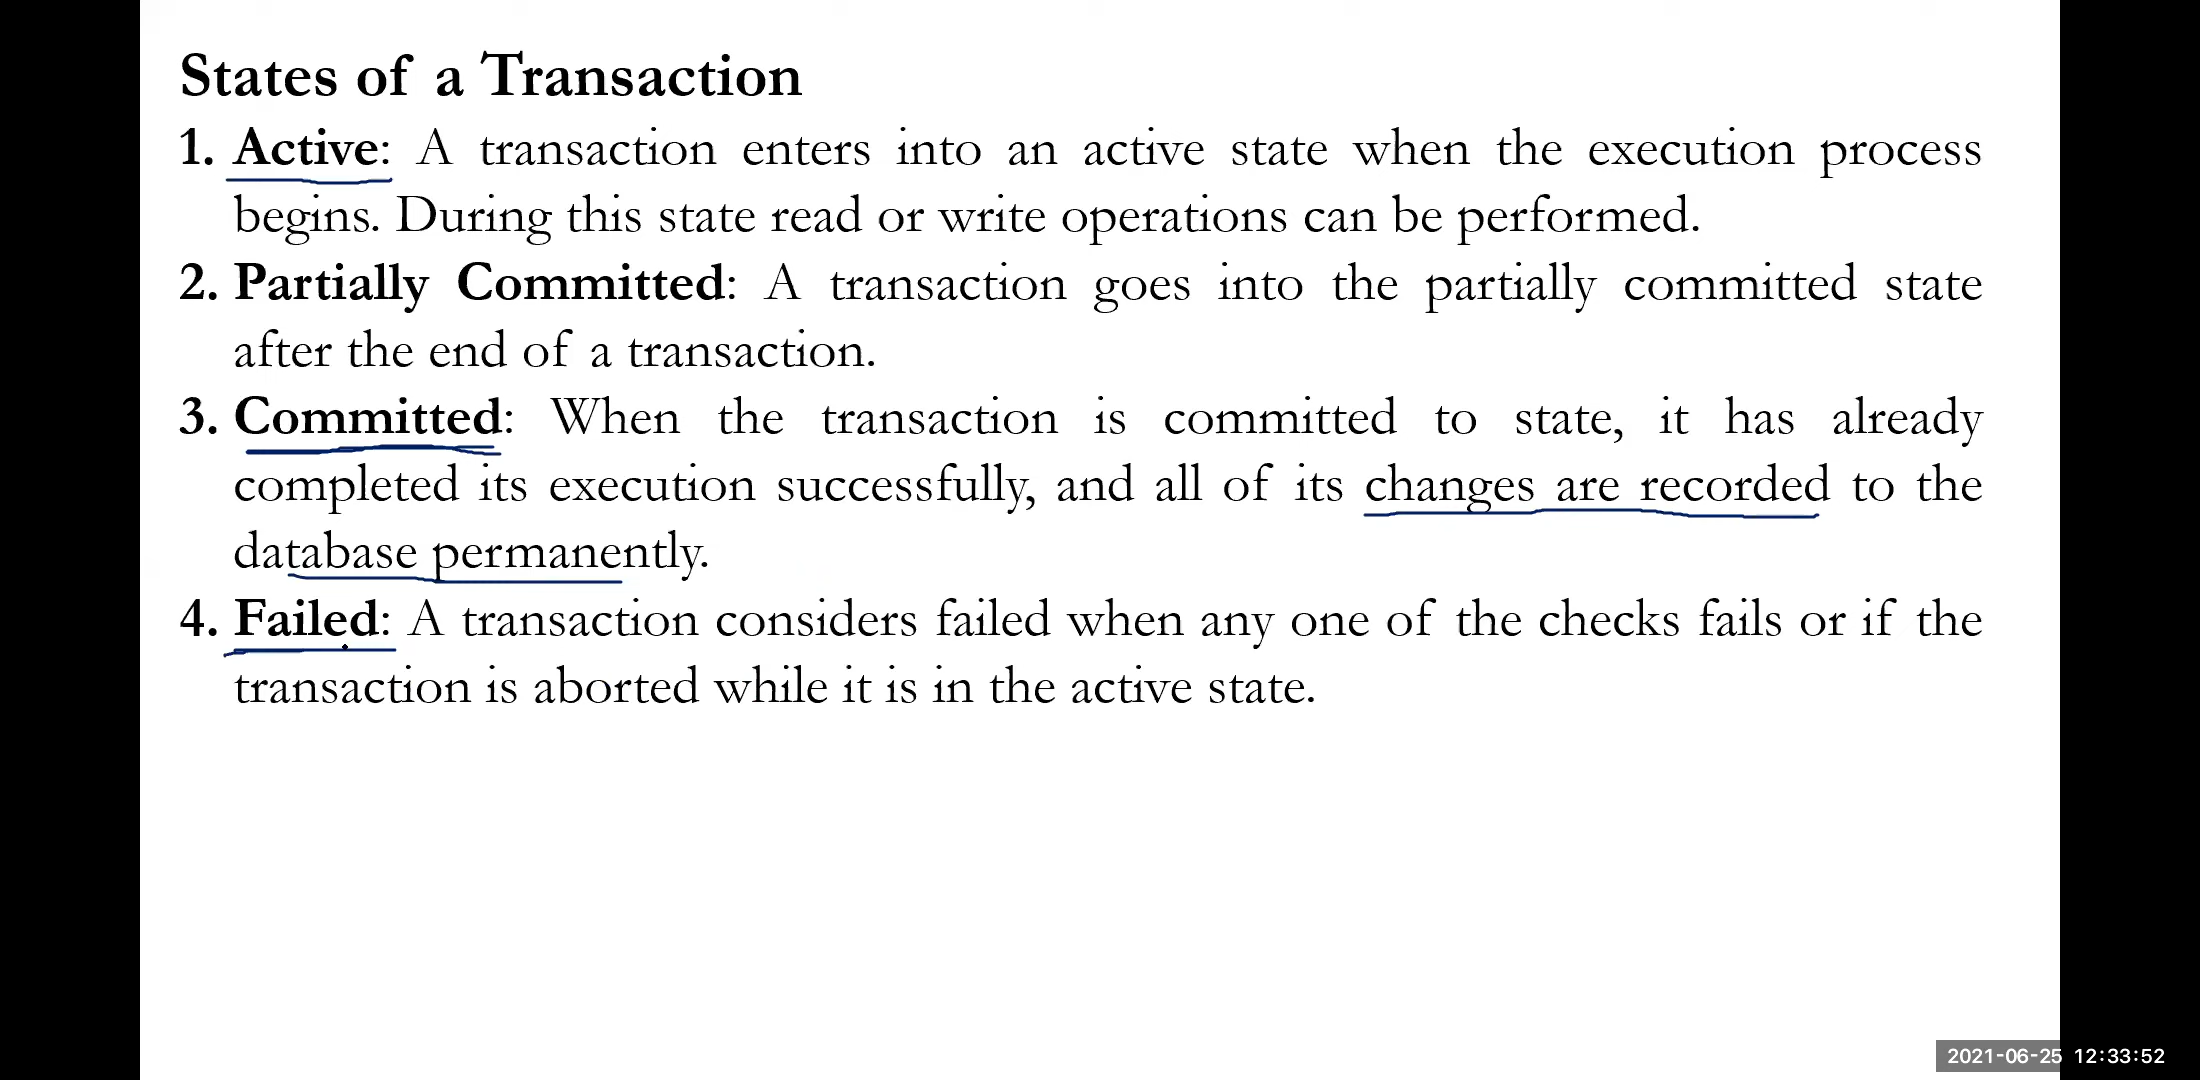 States of a Transaction
1. Active: A transaction enters into an active state when the execution process
begins. During this state read or write operations can be performed.
2. Partially Committed: A transaction goes into the partially committed state
after the end of a transaction.
3. Committed: When the transaction is committed to state, it has already
completed its execution successfully, and all of its changes are recorded to the
database permanently.
4. Failed: A transaction considers failed when any one of the checks fails or if the
transaction is aborted while it is in the active state.
2021-06-25 12:33:52